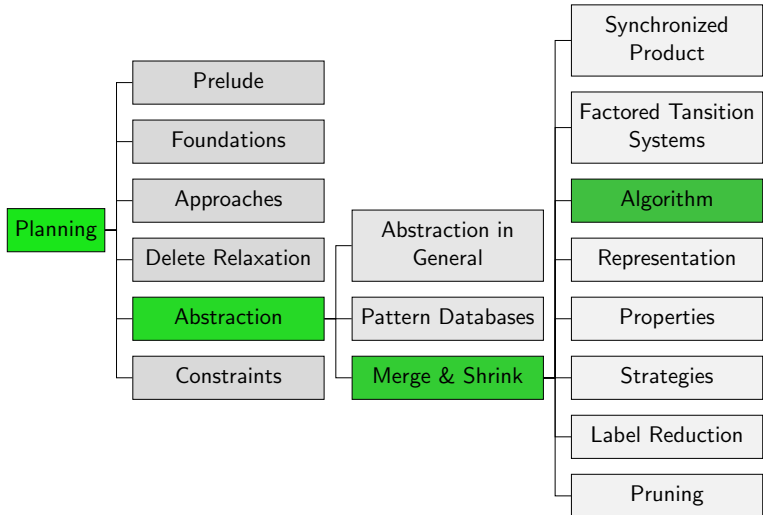 Planning
Prelude
Foundations
Approaches
Delete Relaxation
Abstraction
Constraints
Abstraction in
General
Pattern Databases
Merge & Shrink
Synchronized
Product
Factored Tansition
Systems
Algorithm
Representation
Properties
Strategies
Label Reduction
Pruning